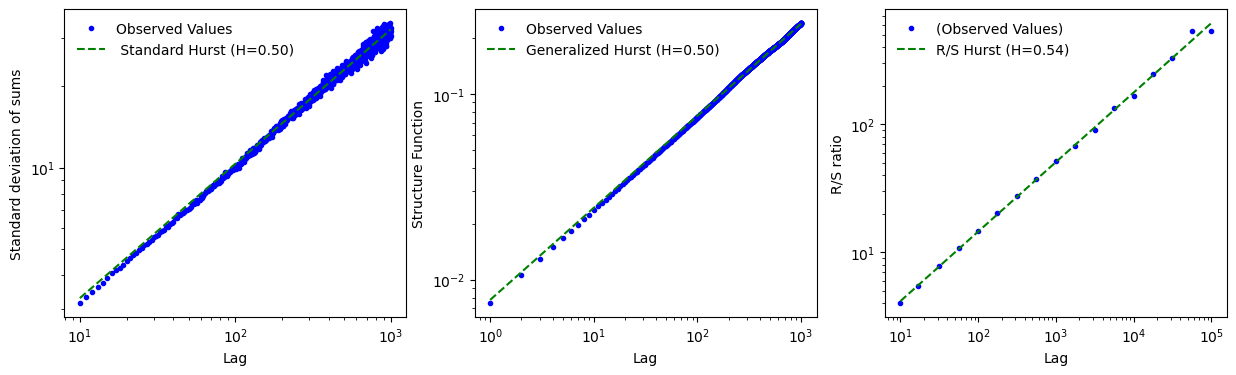 Observed Values
Standard Hurst (H=0.50)
Standard deviation of sums
10^1
10^1
10^2
10^3
Lag
Observed Values
Generalized Hurst (H=0.50)
Structure Function
10^-1
10^-2
10^0
10^1
10^2
10^3
Lag
(Observed Values)
R/S Hurst (H=0.54)
R/S ratio
10^2
10^1
10^1
10^2
10^3
10^4
10^5
Lag